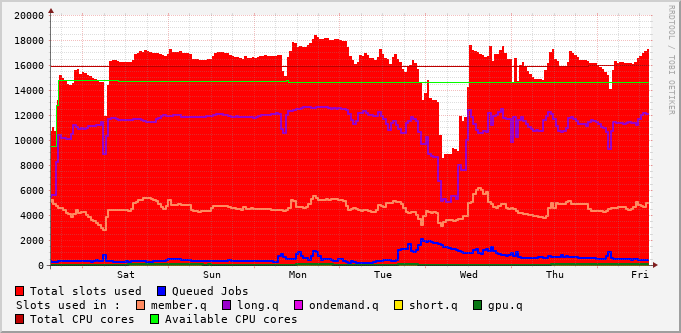 20000
18000
16000
14000
12000
10000
8000
6000
4000
2000
0
Sat Sun Mon Tue Wed Thu Fri
RRDTOOL / TOBI OETIKER
Total slots used Queued Jobs
Slots used in : member.q long.q ondemand.q short.q gpu.q
Total CPU cores Available CPU cores